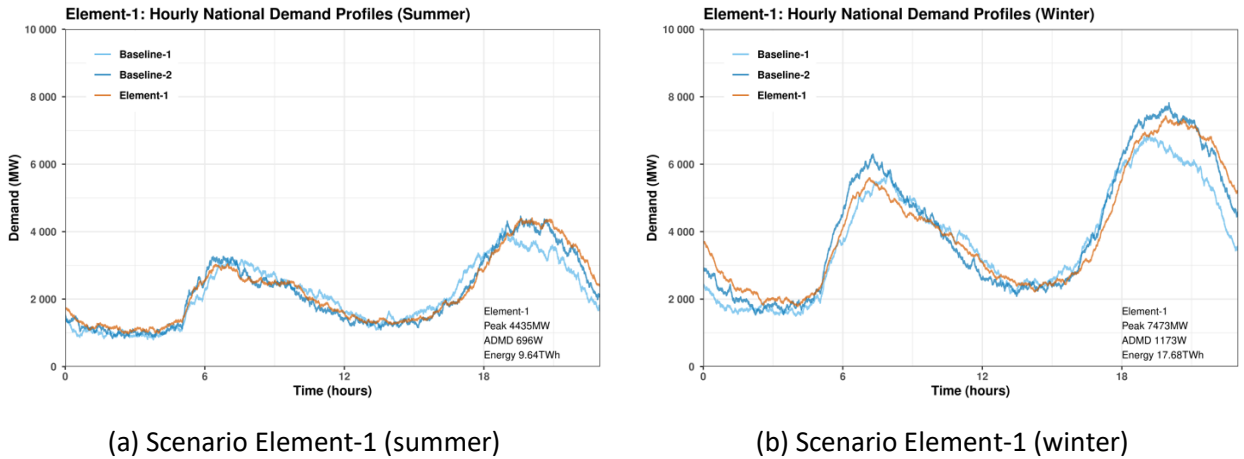 Element-1: Hourly National Demand Profiles (Summer)
10 000
8 000
6 000
4 000
2 000
0
Demand (MW)
Baseline-1
Baseline-2
Element-1
Element-1
Peak 4435MW
ADMD 696W
Energy 9.64TWh
0 6 12 18
Time (hours)
(a) Scenario Element-1 (summer)
Element-1: Hourly National Demand Profiles (Winter)
10 000
8 000
6 000
4 000
2 000
0
Demand (MW)
Baseline-1
Baseline-2
Element-1
Element-1
Peak 7473MW
ADMD 1173W
Energy 17.68TWh
0 6 12 18
Time (hours)
(b) Scenario Element-1 (winter)